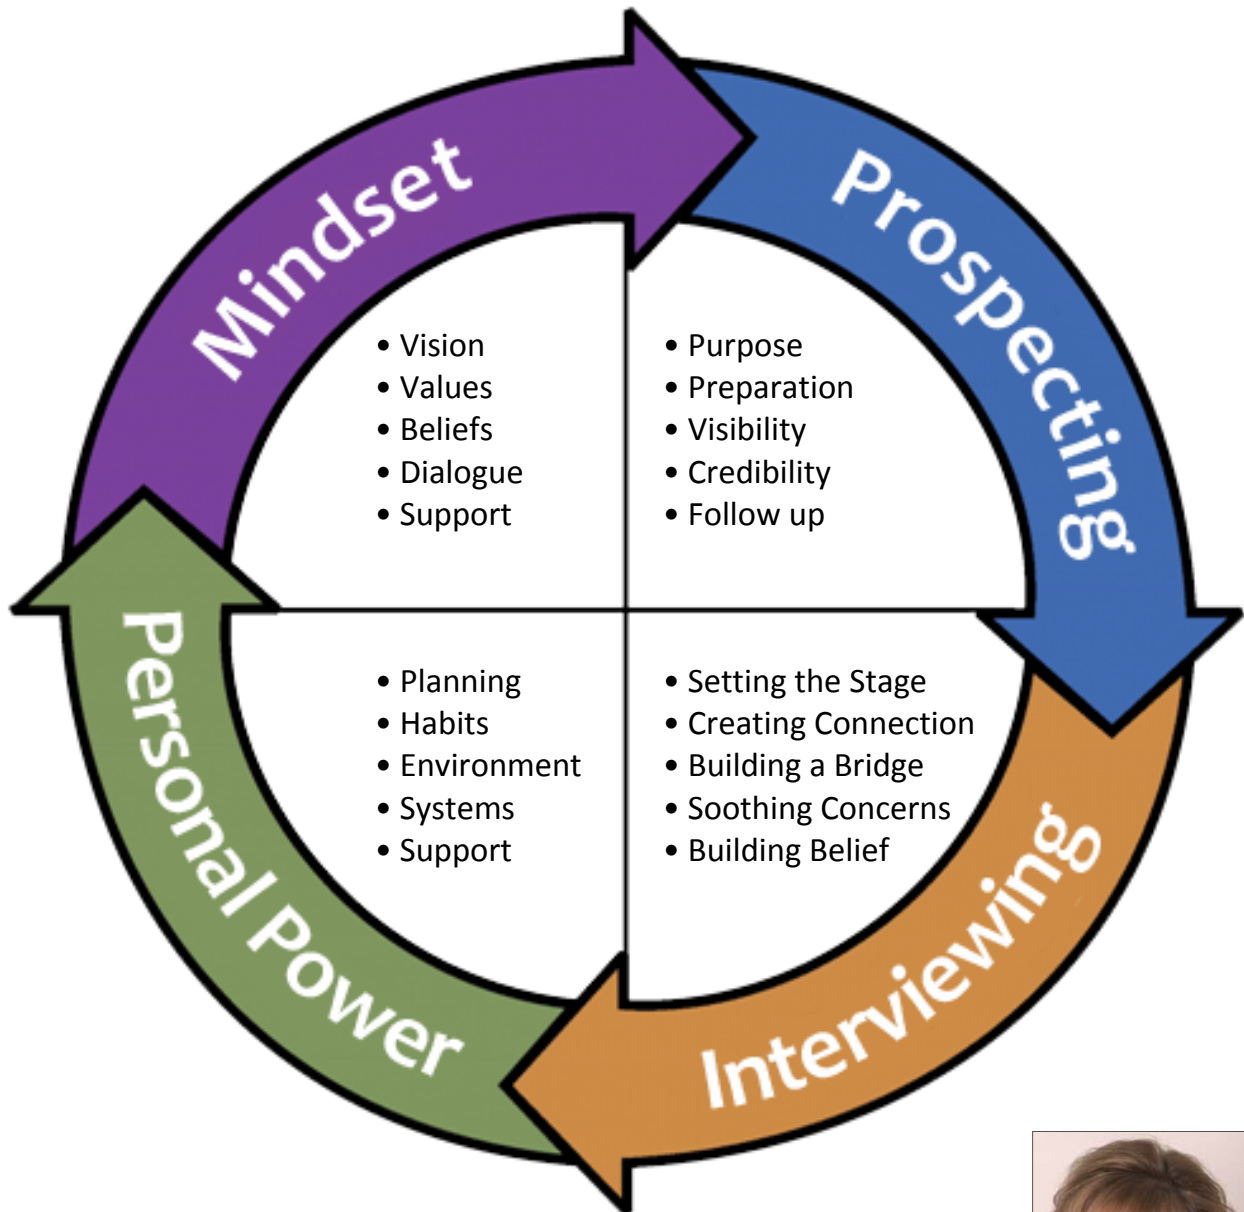 Mindset
• Vision
• Values
• Beliefs
• Dialogue
• Support
Prospecting
• Purpose
• Preparation
• Visibility
• Credibility
• Follow up
Interviewing
• Setting the Stage
• Creating Connection
• Building a Bridge
• Soothing Concerns
• Building Belief
Personal Power
• Planning
• Habits
• Environment
• Systems
• Support